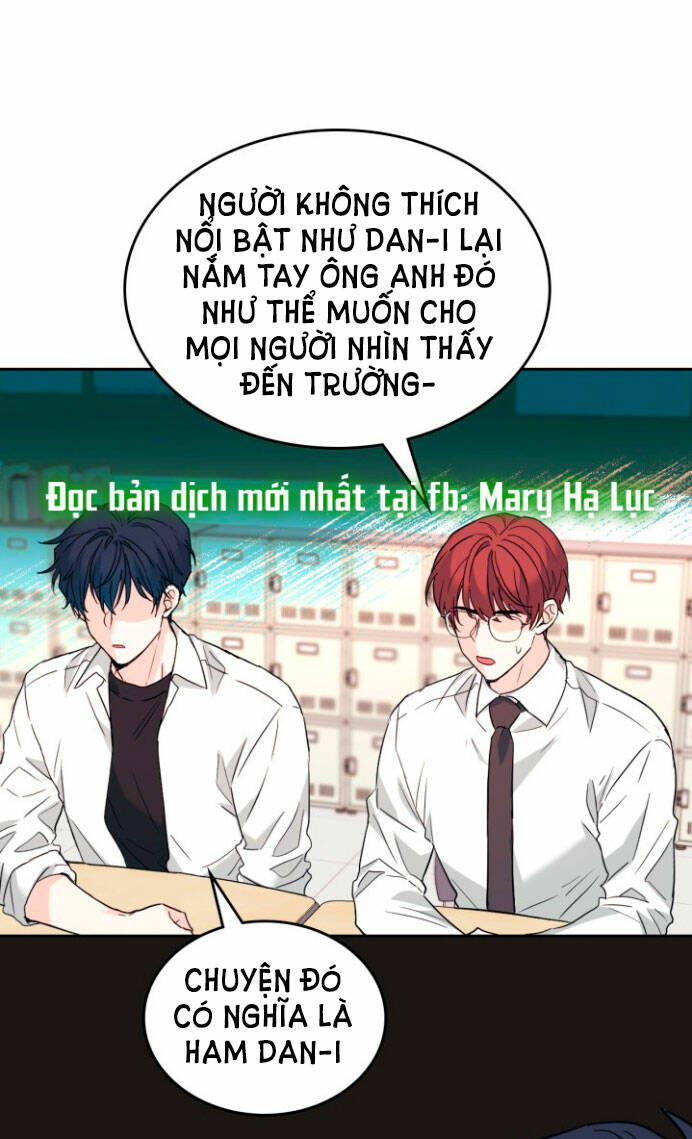 NGƯỜI KHÔNG THÍCH
NỔI BẬT NHƯ DAN-I LẠI
NẮM TAY ÔNG ANH ĐÓ
NHƯ THỂ MUỐN CHO
MỌI NGƯỜI NHÌN THẤY
ĐẾN TRƯỜNG-
Đọc bản dịch mới nhất tại fb: Mary Hạ Lục
CHUYỆN ĐÓ
CÓ NGHĨA LÀ
HAM DAN-I